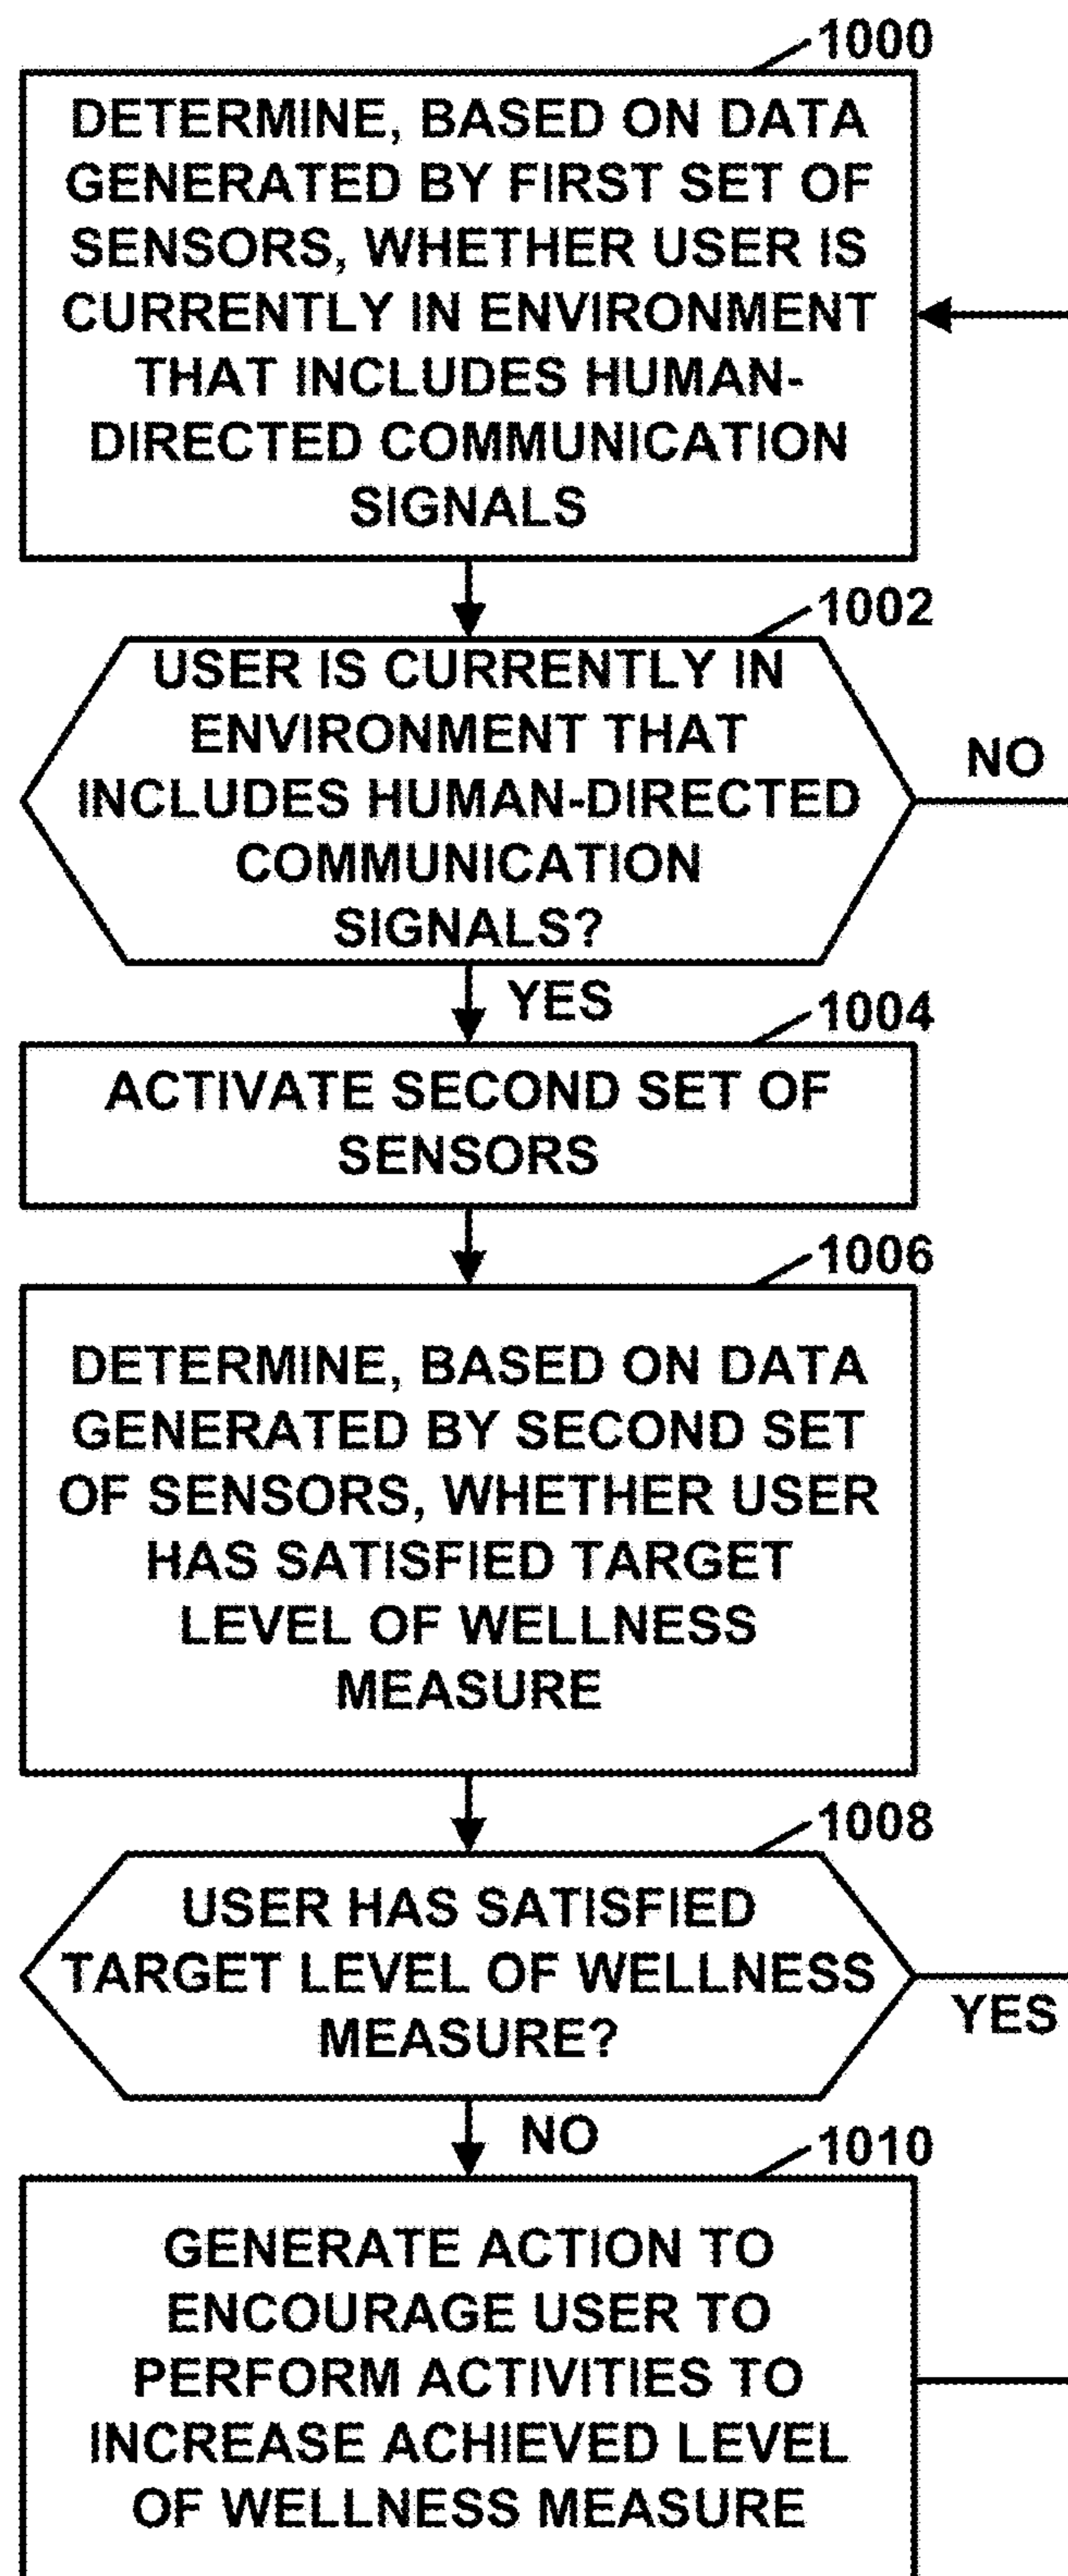 1000
DETERMINE, BASED ON DATA
GENERATED BY FIRST SET OF
SENSORS, WHETHER USER IS
CURRENTLY IN ENVIRONMENT
THAT INCLUDES HUMAN-
DIRECTED COMMUNICATION
SIGNALS
1002
USER IS CURRENTLY IN
ENVIRONMENT THAT
INCLUDES HUMAN-DIRECTED
COMMUNICATION
SIGNALS?
NO
YES
1004
ACTIVATE SECOND SET OF
SENSORS
1006
DETERMINE, BASED ON DATA
GENERATED BY SECOND SET
OF SENSORS, WHETHER USER
HAS SATISFIED TARGET
LEVEL OF WELLNESS
MEASURE
1008
USER HAS SATISFIED
TARGET LEVEL OF WELLNESS
MEASURE?
YES
NO
1010
GENERATE ACTION TO
ENCOURAGE USER TO
PERFORM ACTIVITIES TO
INCREASE ACHIEVED LEVEL
OF WELLNESS MEASURE